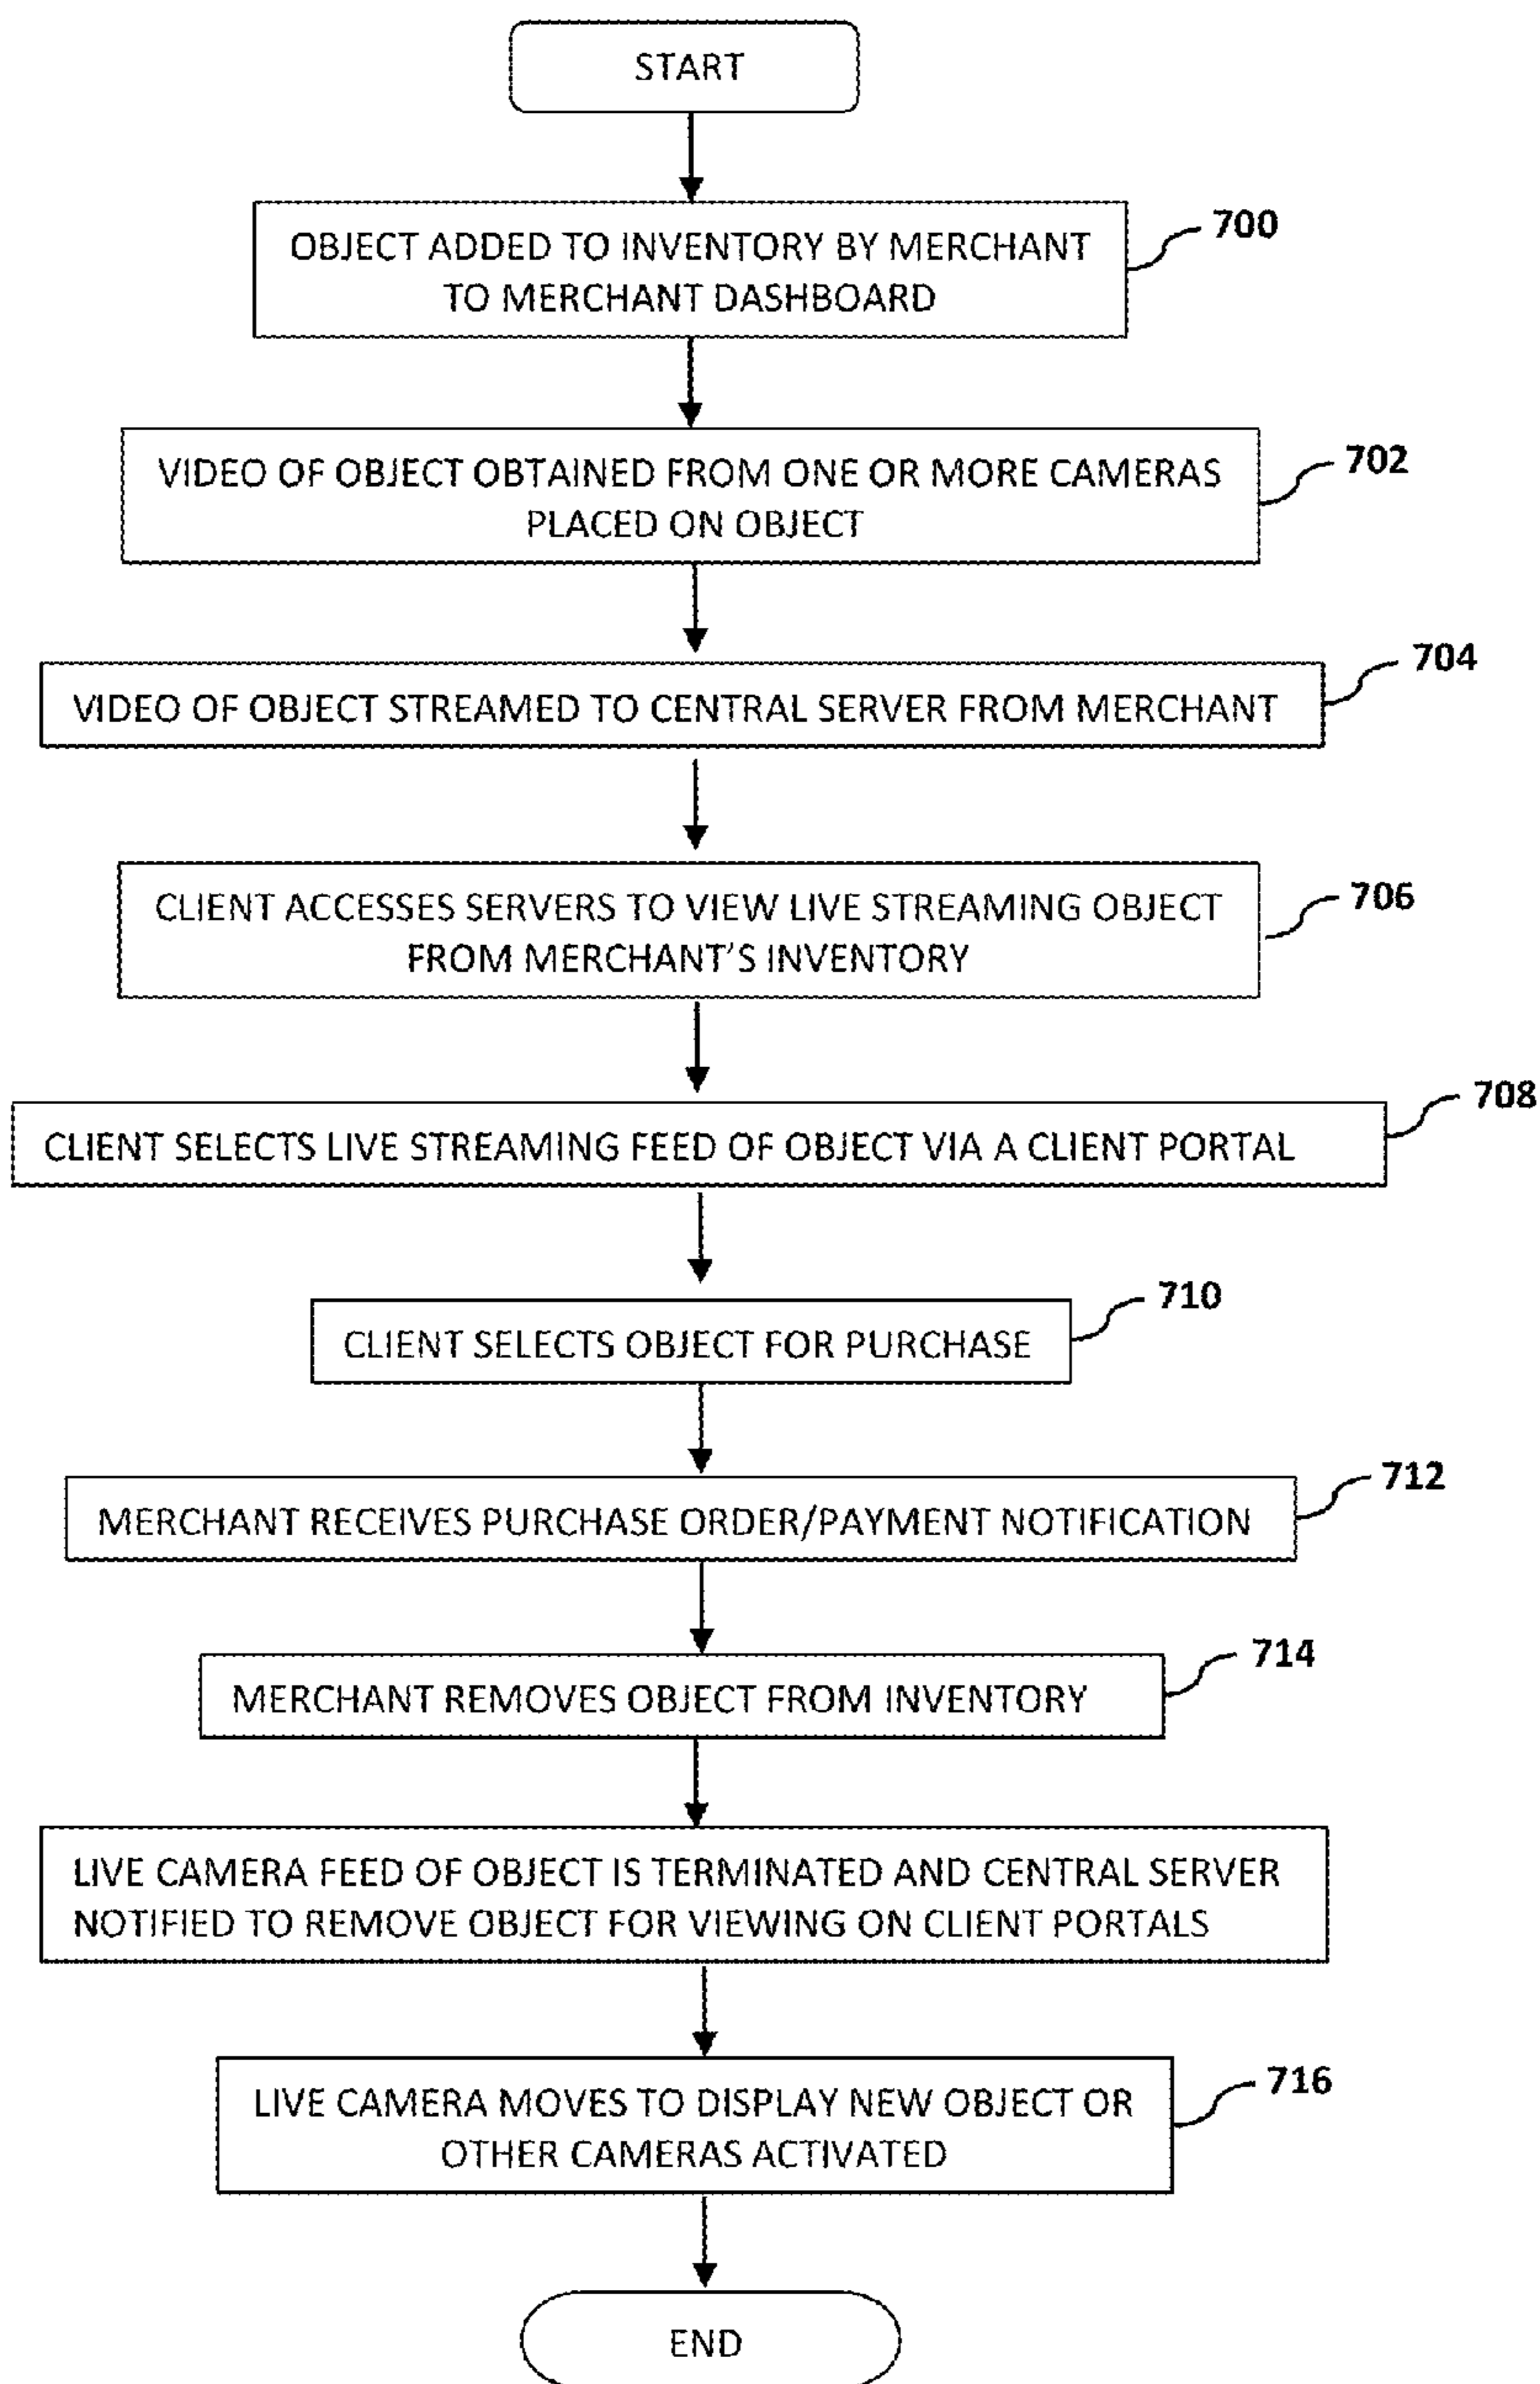 START
OBJECT ADDED TO INVENTORY BY MERCHANT
TO MERCHANT DASHBOARD
700
VIDEO OF OBJECT OBTAINED FROM ONE OR MORE CAMERAS
PLACED ON OBJECT
702
VIDEO OF OBJECT STREAMED TO CENTRAL SERVER FROM MERCHANT
704
CLIENT ACCESSES SERVERS TO VIEW LIVE STREAMING OBJECT
FROM MERCHANT'S INVENTORY
706
CLIENT SELECTS LIVE STREAMING FEED OF OBJECT VIA A CLIENT PORTAL
708
CLIENT SELECTS OBJECT FOR PURCHASE
710
MERCHANT RECEIVES PURCHASE ORDER/PAYMENT NOTIFICATION
712
MERCHANT REMOVES OBJECT FROM INVENTORY
714
LIVE CAMERA FEED OF OBJECT IS TERMINATED AND CENTRAL SERVER
NOTIFIED TO REMOVE OBJECT FOR VIEWING ON CLIENT PORTALS
LIVE CAMERA MOVES TO DISPLAY NEW OBJECT OR
OTHER CAMERAS ACTIVATED
716
END